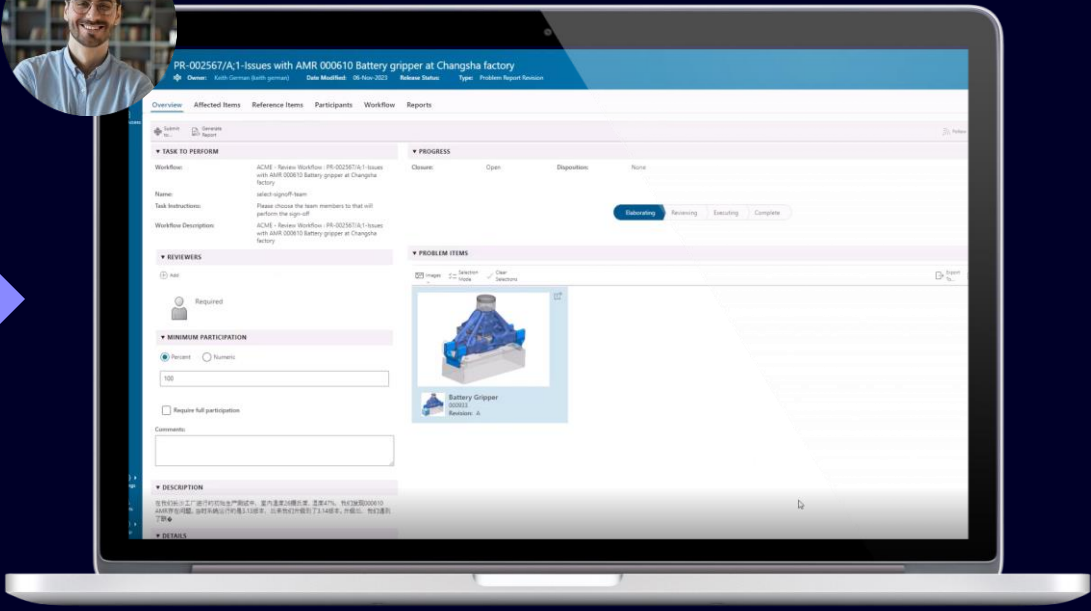 PR-002567/A;1-Issues with AMR 000610 Battery gripper at Changsha factory
Owner: Keith German (keith german) Date Modified: 06-Nov-2023 Release Status: Type: Problem Report Revision
Overview Affected Items Reference Items Participants Workflow Reports
Submit To... Generate Report Follow
▼ TASK TO PERFORM
Workflow: ACME - Review Workflow : PR-002567/A;1-Issues
with AMR 000610 Battery gripper at Changsha
factory
Name: select-signoff-team
Task Instructions: Please choose the team members to that will
perform the sign-off
Workflow Description: ACME - Review Workflow : PR-002567/A;1-Issues
with AMR 000610 Battery gripper at Changsha
factory
▼ REVIEWERS
Add
Required
▼ MINIMUM PARTICIPATION
Percent Numeric
100
Require full participation
Comments:
▼ DESCRIPTION
▼ DETAILS
▼ PROGRESS
Closure: Open Disposition: None
Elaborating Reviewing Executing Complete
▼ PROBLEM ITEMS
Images Selection Mode Clear Selections Export To...
Battery Gripper
Revision: A